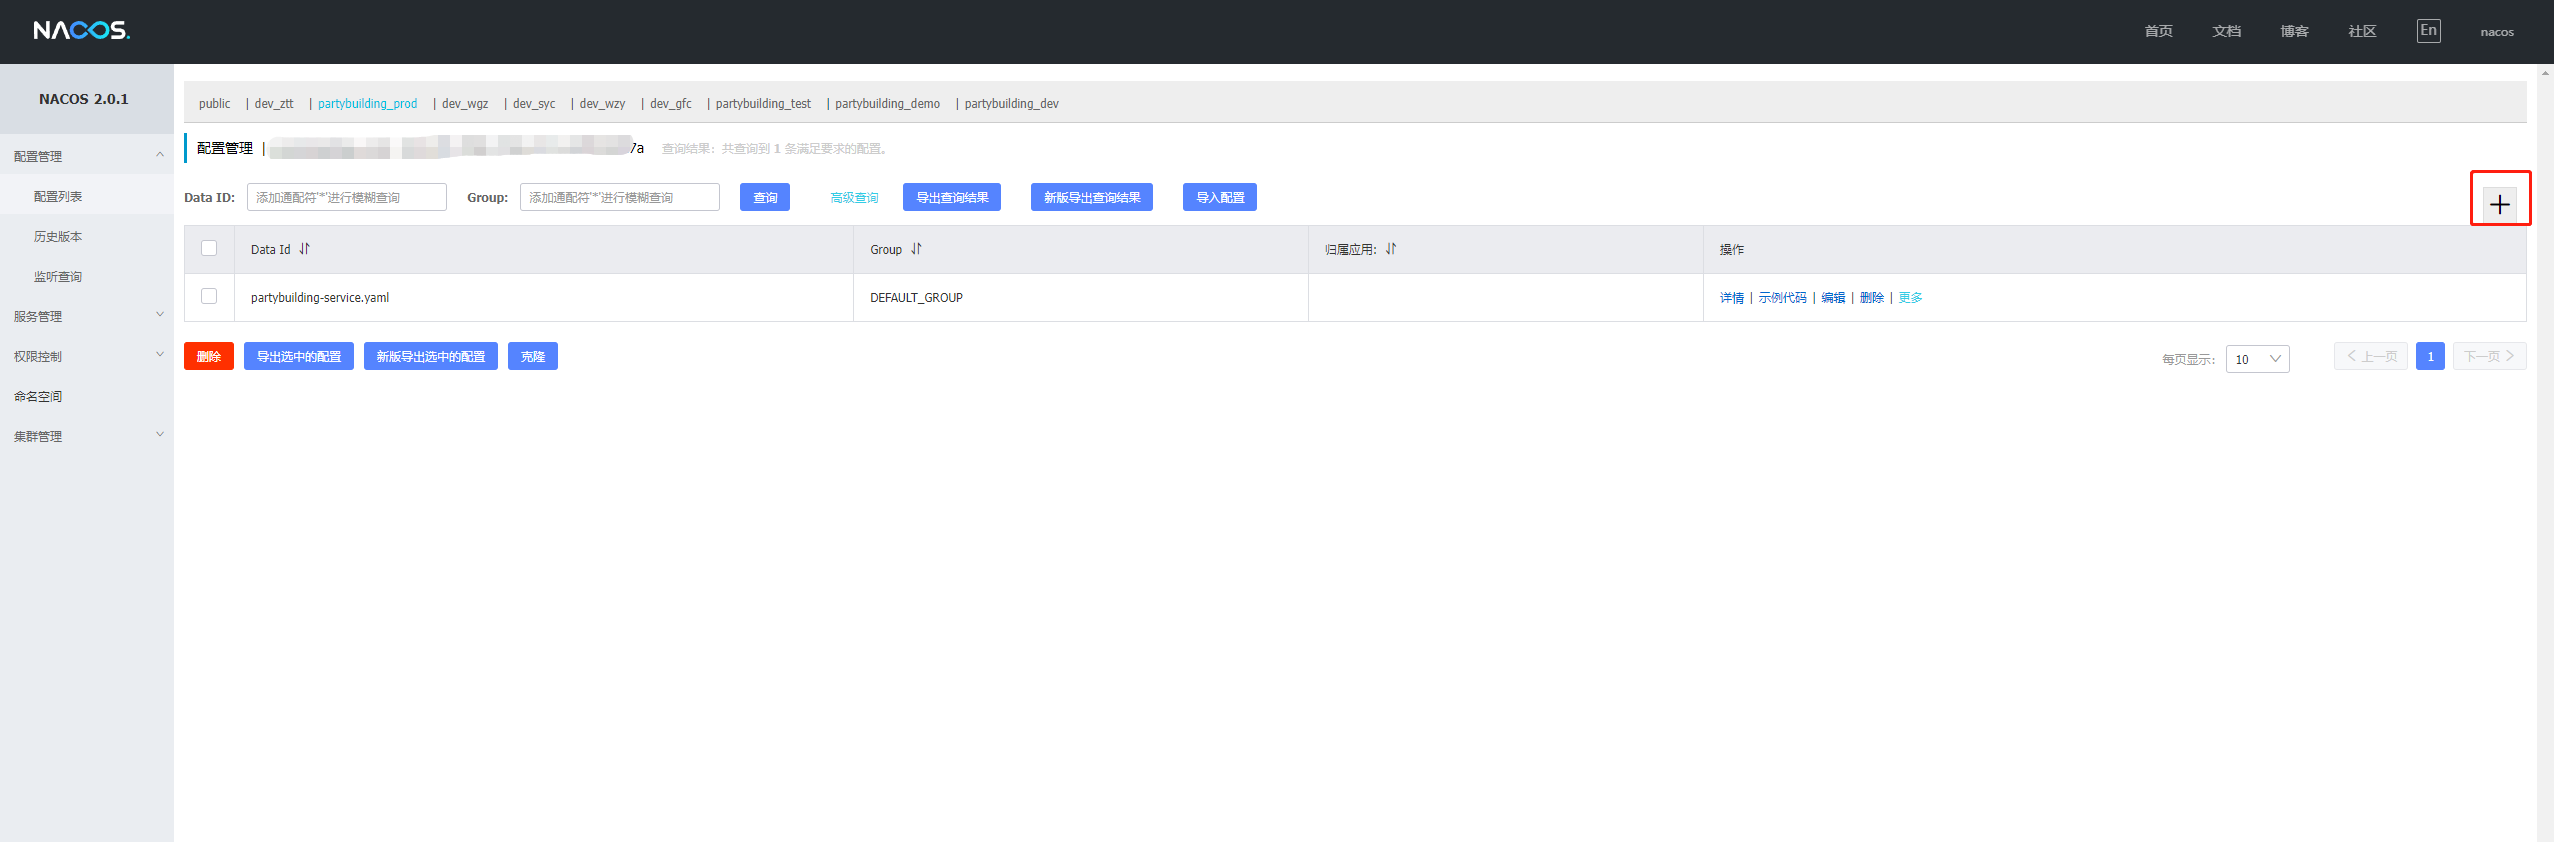 NACOS.
首页 文档 博客 社区 En nacos
NACOS 2.0.1
配置管理
配置列表
历史版本
监听查询
服务管理
权限控制
命名空间
集群管理
public | dev_ztt | partybuilding_prod | dev_wgz | dev_syc | dev_wzy | dev_gfc | partybuilding_test | partybuilding_demo | partybuilding_dev
配置管理 | 7a 查询结果：共查询到 1 条满足要求的配置。
Data ID: 添加通配符'*'进行模糊查询 Group: 添加通配符'*'进行模糊查询 查询 高级查询 导出查询结果 新版导出查询结果 导入配置
Data Id Group 归属应用: 操作
partybuilding-service.yaml DEFAULT_GROUP 详情 | 示例代码 | 编辑 | 删除 | 更多
删除 导出选中的配置 新版导出选中的配置 克隆 每页显示: 10 上一页 1 下一页